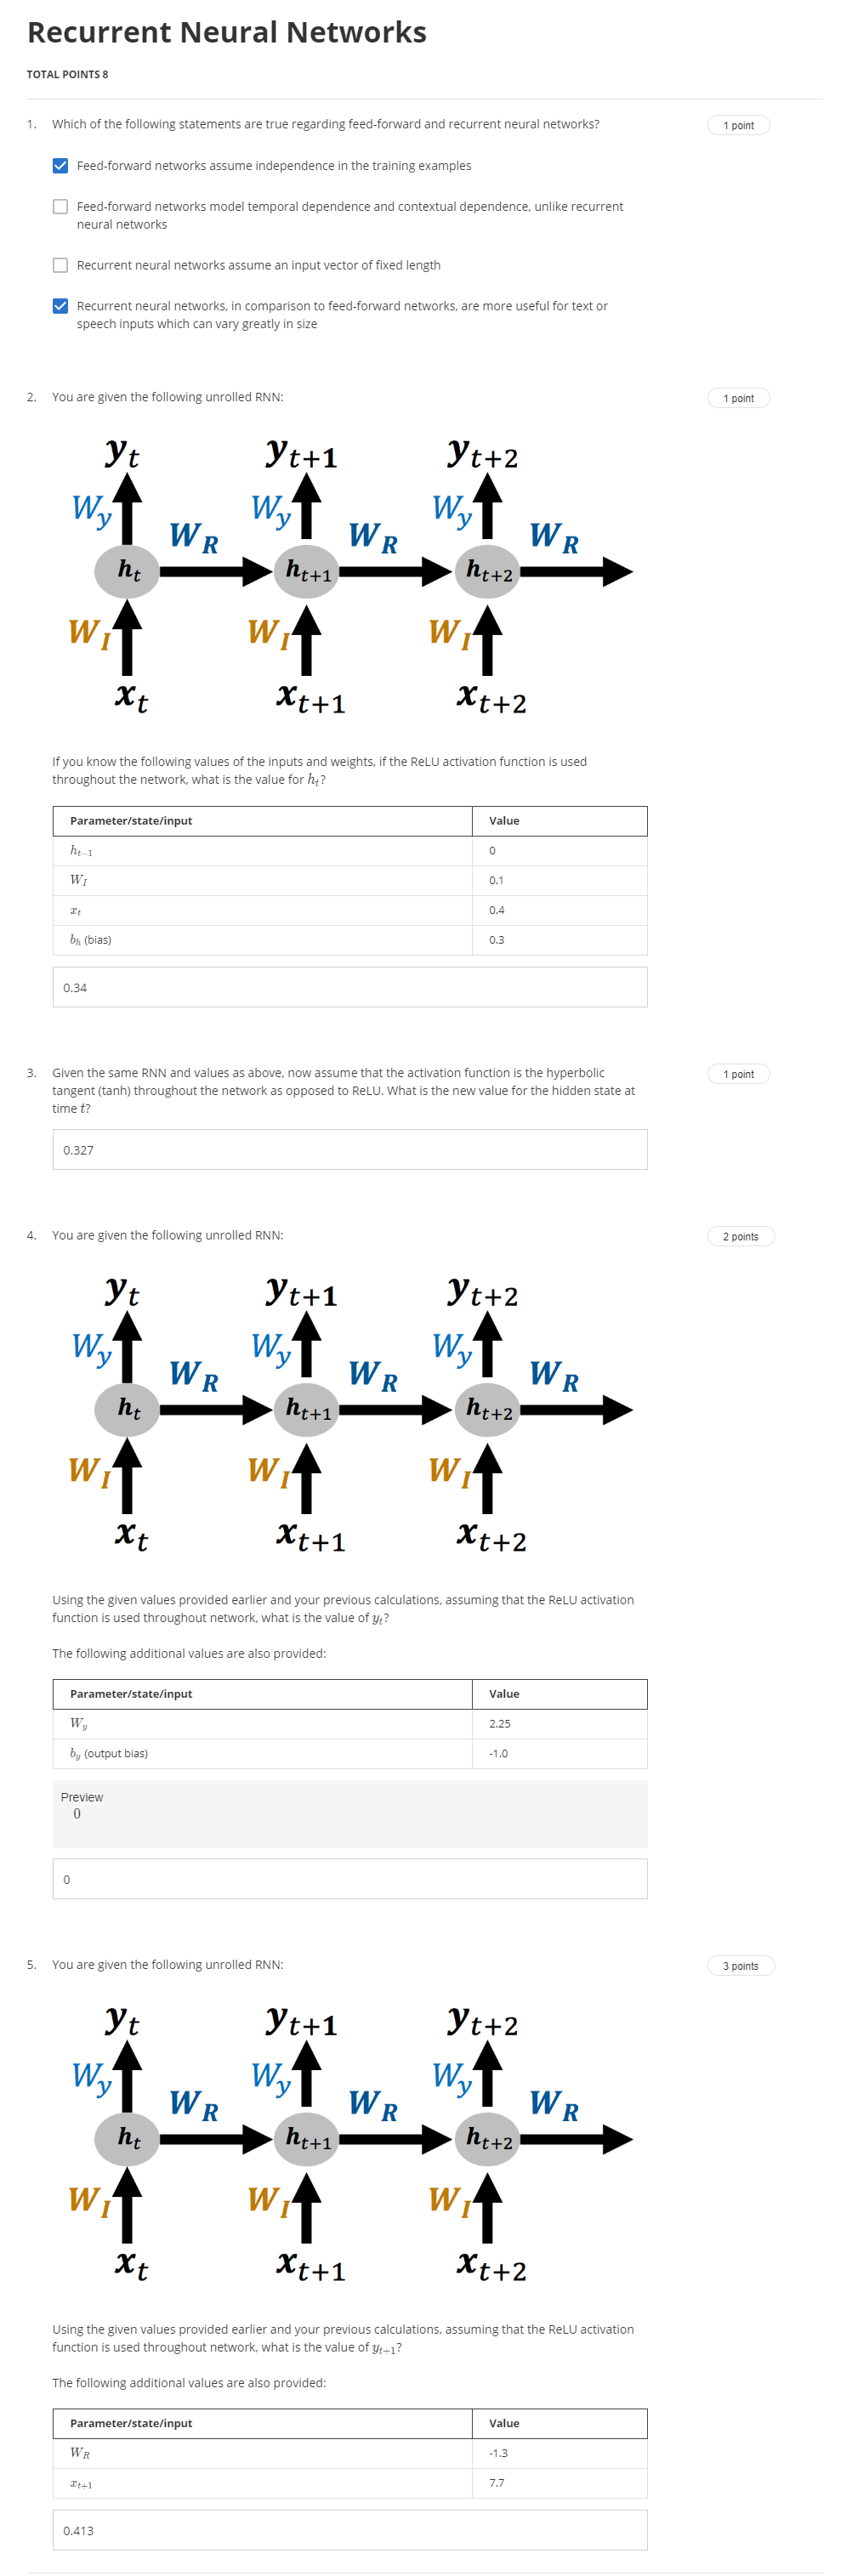 Recurrent Neural Networks
TOTAL POINTS 8
1. Which of the following statements are true regarding feed-forward and recurrent neural networks?
1 point
Feed-forward networks assume independence in the training examples
Feed-forward networks model temporal dependence and contextual dependence, unlike recurrent
neural networks
Recurrent neural networks assume an input vector of fixed length
Recurrent neural networks, in comparison to feed-forward networks, are more useful for text or
speech inputs which can vary greatly in size
2. You are given the following unrolled RNN:
1 point
y_t y_{t+1} y_{t+2}
W_y W_y W_y
W_R W_R W_R
h_t h_{t+1} h_{t+2}
W_I W_I W_I
x_t x_{t+1} x_{t+2}
If you know the following values of the inputs and weights, if the ReLU activation function is used
throughout the network, what is the value for h_t?
Parameter/state/input Value
h_{t-1} 0
W_I 0.1
x_t 0.4
b_h (bias) 0.3
0.34
3. Given the same RNN and values as above, now assume that the activation function is the hyperbolic
tangent (tanh) throughout the network as opposed to ReLU. What is the new value for the hidden state at
time t?
1 point
0.327
4. You are given the following unrolled RNN:
2 points
y_t y_{t+1} y_{t+2}
W_y W_y W_y
W_R W_R W_R
h_t h_{t+1} h_{t+2}
W_I W_I W_I
x_t x_{t+1} x_{t+2}
Using the given values provided earlier and your previous calculations, assuming that the ReLU activation
function is used throughout network, what is the value of y_t?
The following additional values are also provided:
Parameter/state/input Value
W_y 2.25
b_y (output bias) -1.0
Preview
0
0
5. You are given the following unrolled RNN:
3 points
y_t y_{t+1} y_{t+2}
W_y W_y W_y
W_R W_R W_R
h_t h_{t+1} h_{t+2}
W_I W_I W_I
x_t x_{t+1} x_{t+2}
Using the given values provided earlier and your previous calculations, assuming that the ReLU activation
function is used throughout network, what is the value of y_{t+1}?
The following additional values are also provided:
Parameter/state/input Value
W_R -1.3
x_{t+1} 7.7
0.413